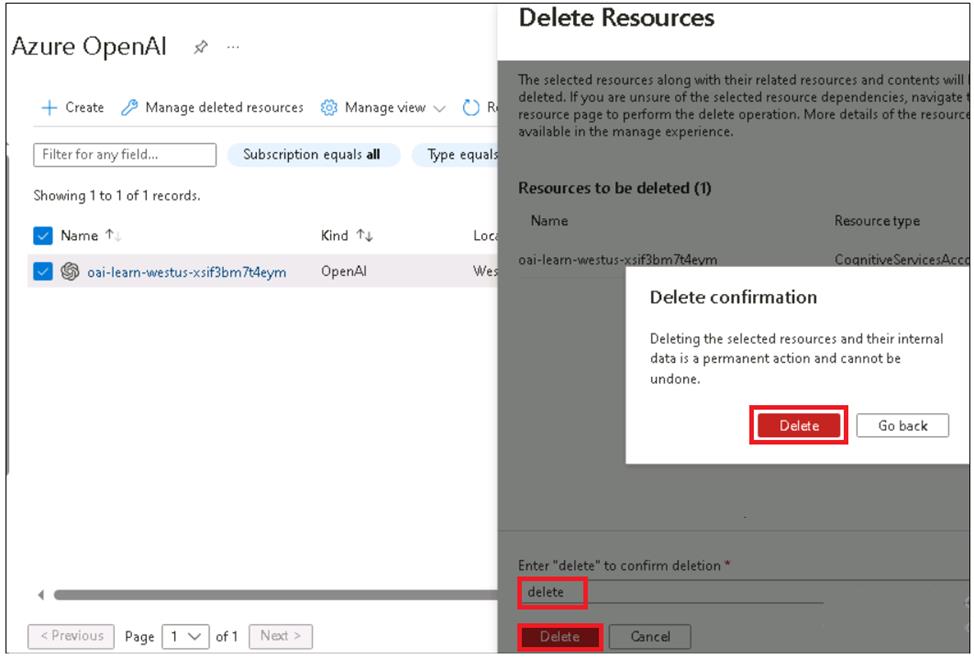 Azure OpenAI
...
Create Manage deleted resources Manage view
Filter for any field... Subscription equals all Type equals
Showing 1 to 1 of 1 records.
Name Kind
oai-learn-westus-xsif3bm7t4eym OpenAI
< Previous Page 1 of 1 Next >
Delete Resources
The selected resources along with their related resources and contents will
deleted. If you are unsure of the selected resource dependencies, navigate
resource page to perform the delete operation. More details of the resource
available in the manage experience.
Resources to be deleted (1)
Name Resource type
oai-learn-westus-xsif3bm7t4eym CognitiveServicesAcco
Delete confirmation
Deleting the selected resources and their internal
data is a permanent action and cannot be
undone.
Delete Go back
Enter "delete" to confirm deletion *
delete
Delete Cancel